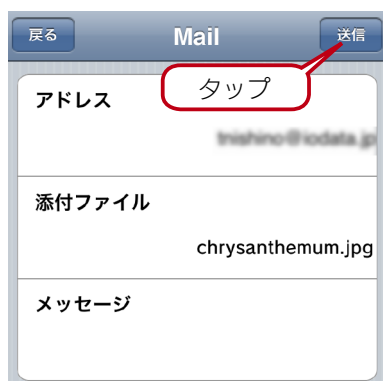 戻る Mail 送信
タップ
アドレス
添付ファイル
chrysanthemum.jpg
メッセージ